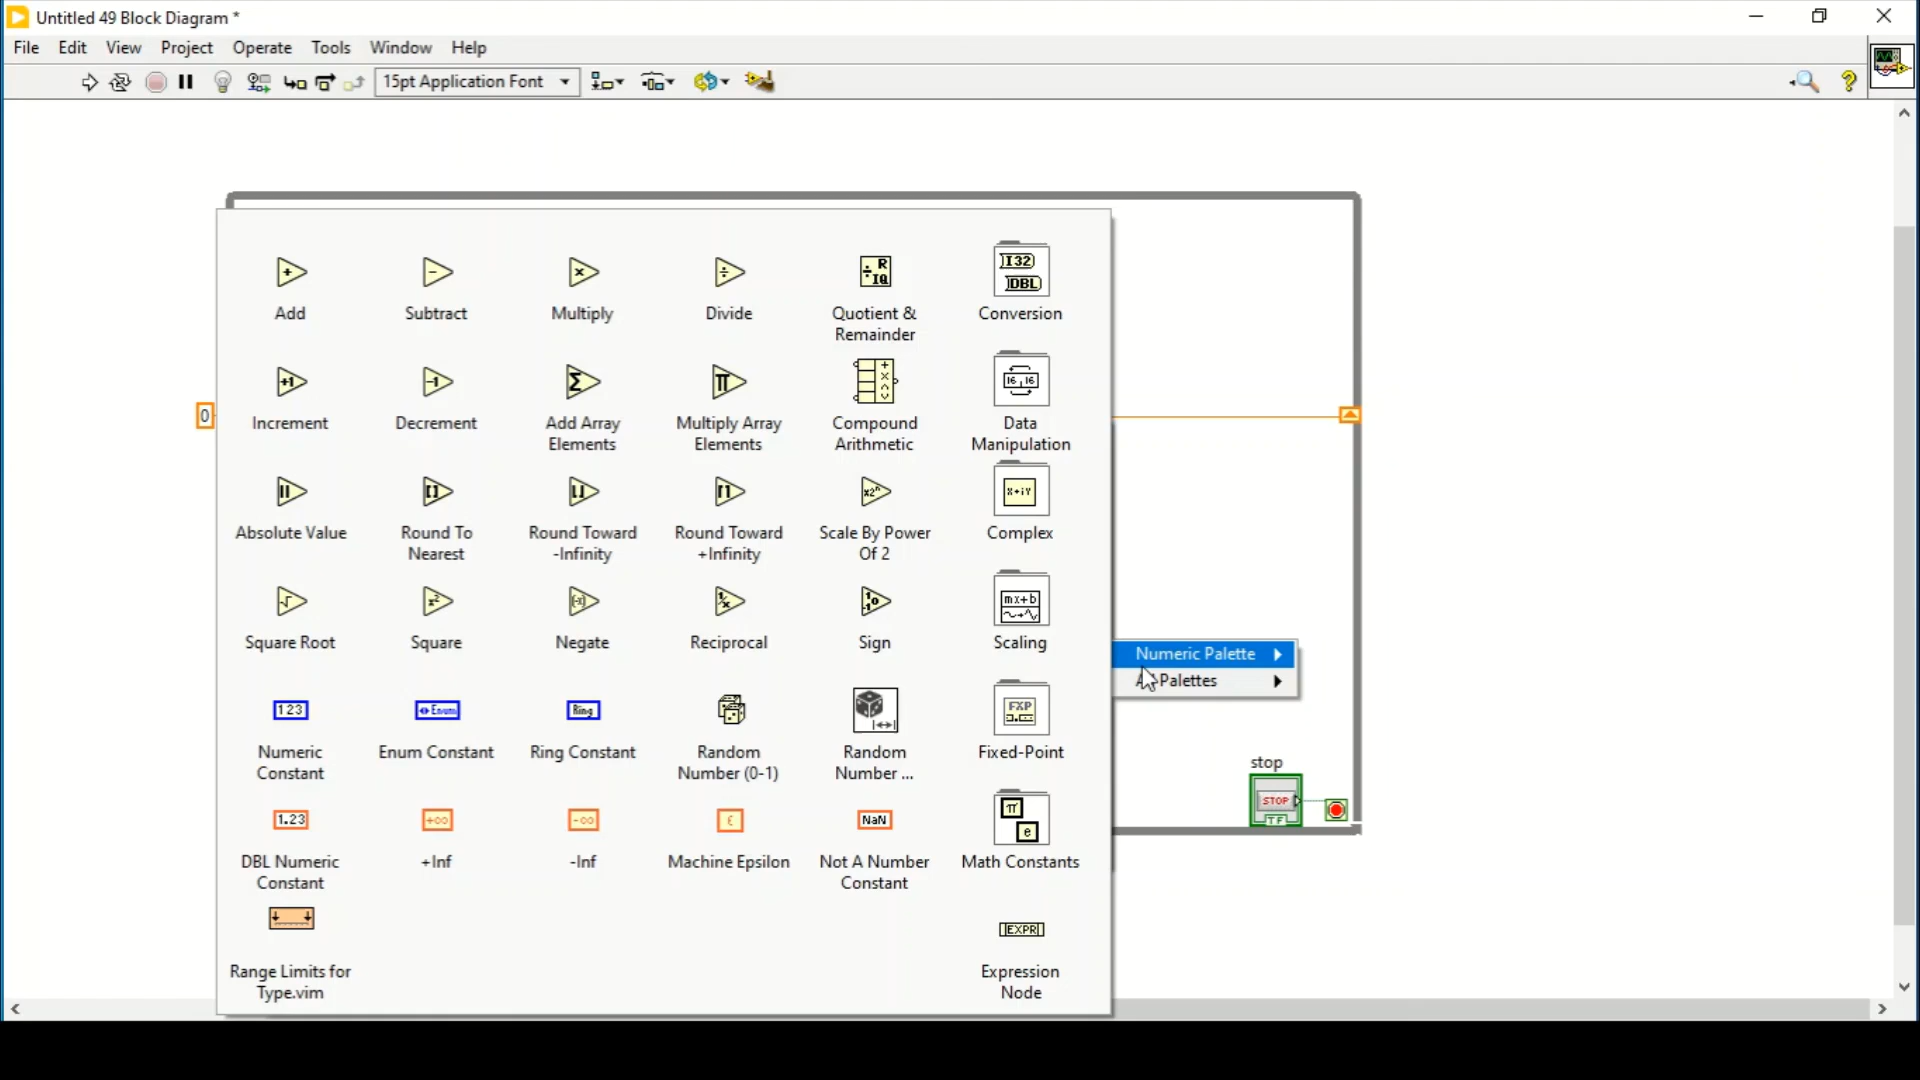 Untitled 49 Block Diagram *
File Edit View Project Operate Tools Window Help
15pt Application Font
Add Subtract Multiply Divide Quotient & Remainder Conversion
Increment Decrement Add Array Elements Multiply Array Elements Compound Arithmetic Data Manipulation
Absolute Value Round To Nearest Round Toward -Infinity Round Toward +Infinity Scale By Power Of 2 Complex
Square Root Square Negate Reciprocal Sign Scaling
Numeric Constant Enum Constant Ring Constant Random Number (0-1) Random Number ... Fixed-Point
DBL Numeric Constant +Inf -Inf Machine Epsilon Not A Number Constant Math Constants
Range Limits for Type.vim Expression Node
0
Numeric Palette
Palettes
stop
STOP
TF